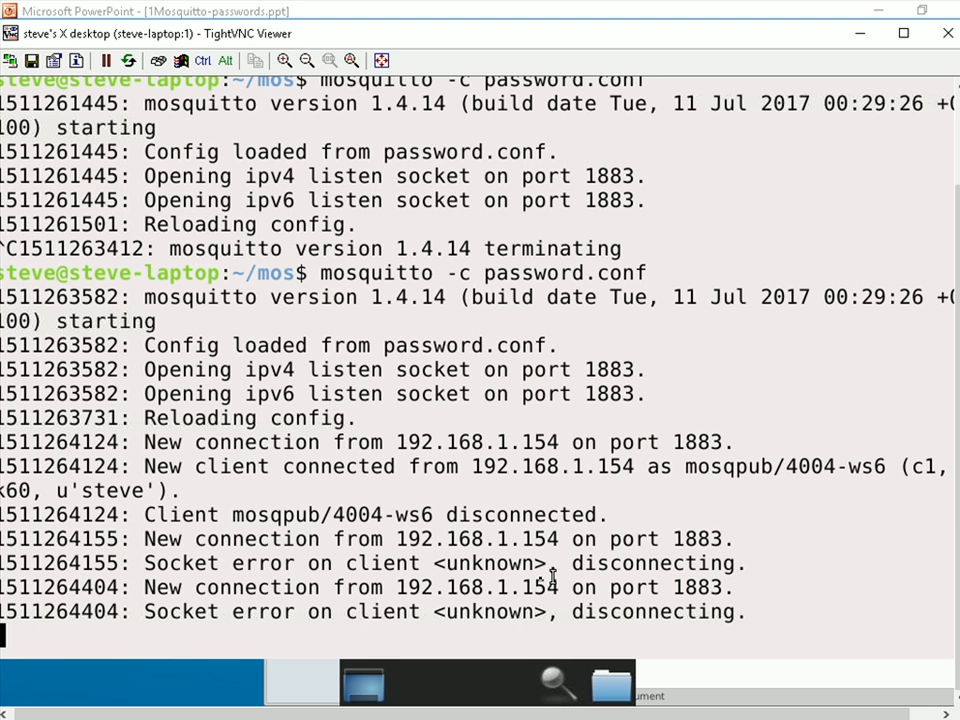 Microsoft PowerPoint - [1Mosquitto-passwords.ppt]
steve's X desktop (steve-laptop:1) - TightVNC Viewer
Ctrl Alt
steve@steve-laptop:~/mos$ mosquitto -c password.conf
1511261445: mosquitto version 1.4.14 (build date Tue, 11 Jul 2017 00:29:26 +0
100) starting
1511261445: Config loaded from password.conf.
1511261445: Opening ipv4 listen socket on port 1883.
1511261445: Opening ipv6 listen socket on port 1883.
1511261501: Reloading config.
^C1511263412: mosquitto version 1.4.14 terminating
steve@steve-laptop:~/mos$ mosquitto -c password.conf
1511263582: mosquitto version 1.4.14 (build date Tue, 11 Jul 2017 00:29:26 +0
100) starting
1511263582: Config loaded from password.conf.
1511263582: Opening ipv4 listen socket on port 1883.
1511263582: Opening ipv6 listen socket on port 1883.
1511263731: Reloading config.
1511264124: New connection from 192.168.1.154 on port 1883.
1511264124: New client connected from 192.168.1.154 as mosqpub/4004-ws6 (c1,
k60, u'steve').
1511264124: Client mosqpub/4004-ws6 disconnected.
1511264155: New connection from 192.168.1.154 on port 1883.
1511264155: Socket error on client <unknown>, disconnecting.
1511264404: New connection from 192.168.1.154 on port 1883.
1511264404: Socket error on client <unknown>, disconnecting.
ument